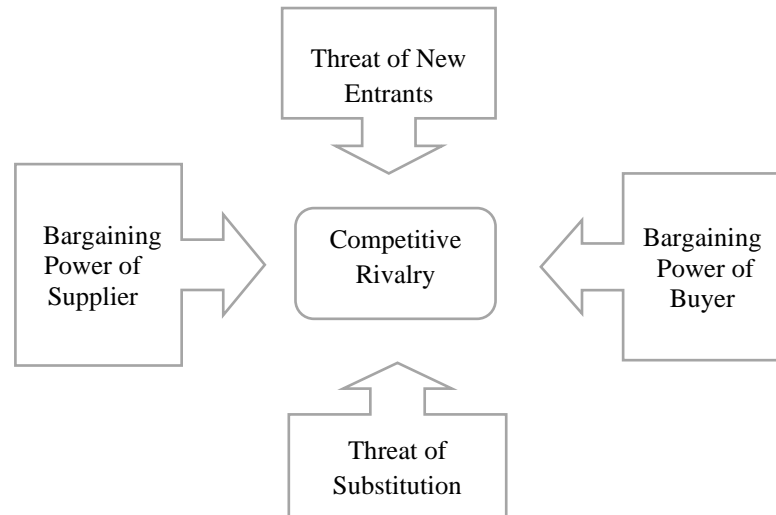 Threat of New
Entrants
Bargaining
Power of
Supplier
Competitive
Rivalry
Bargaining
Power of
Buyer
Threat of
Substitution